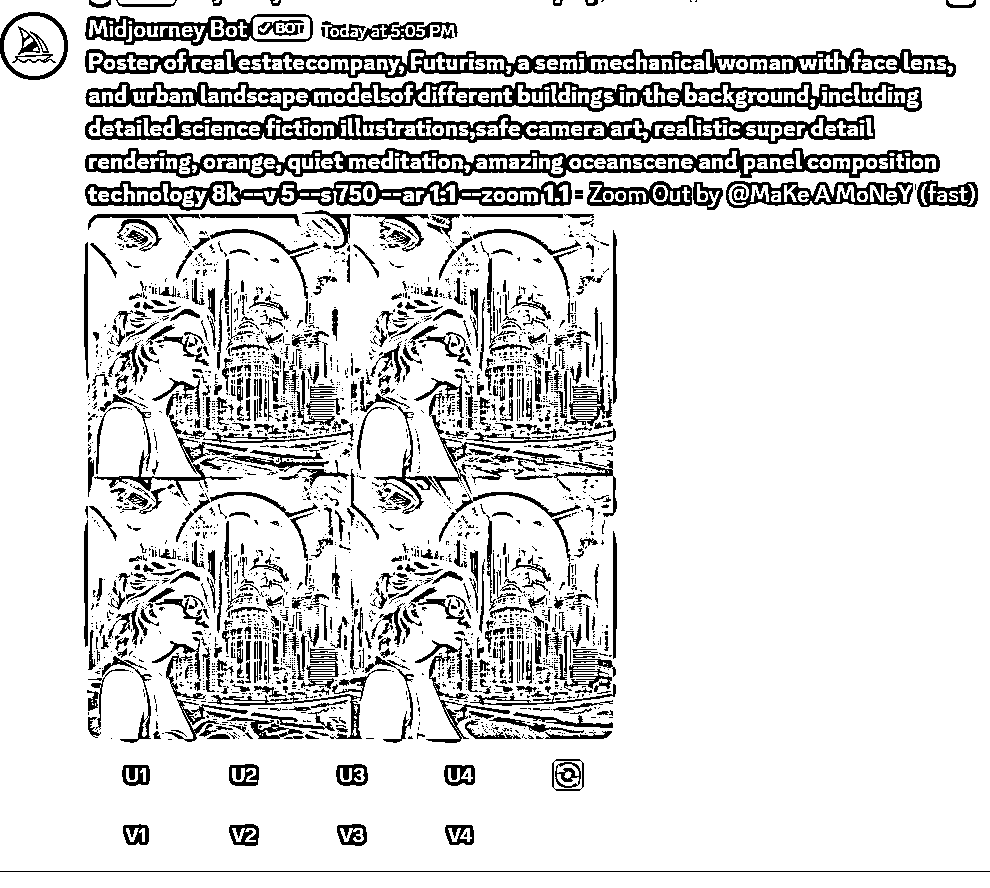 Midjourney Bot ✓ BOT Today at 5:05 PM
Poster of real estatecompany, Futurism, a semi mechanical woman with face lens,
and urban landscape modelsof different buildings in the background, including
detailed science fiction illustrations,safe camera art, realistic super detail
rendering, orange, quiet meditation, amazing oceanscene and panel composition
technology 8k --v 5 --s 750 --ar 1:1 --zoom 1.1 - Zoom Out by @MaKe A MoNeY (fast)
U1 U2 U3 U4
V1 V2 V3 V4